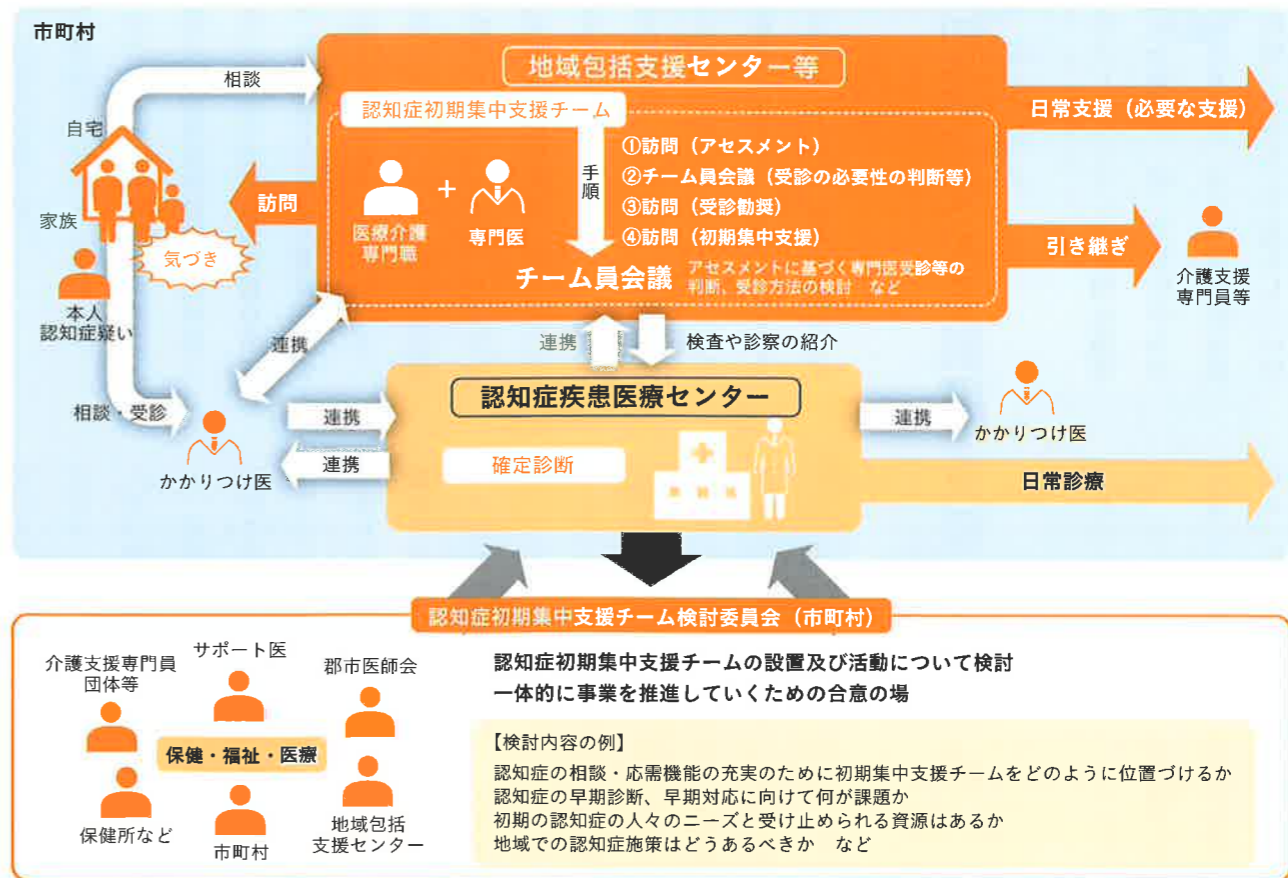 市町村
相談
自宅
家族
本人
認知症疑い
気づき
訪問
相談・受診
地域包括支援センター等
認知症初期集中支援チーム
医療介護
専門職
+
専門医
手順
①訪問（アセスメント）
②チーム員会議（受診の必要性の判断等）
③訪問（受診勧奨）
④訪問（初期集中支援）
チーム員会議
アセスメントに基づく専門医受診等の
判断、受診方法の検討　など
日常支援（必要な支援）
引き継ぎ
介護支援
専門員等
連携
連携
検査や診察の紹介
かかりつけ医
連携
連携
認知症疾患医療センター
確定診断
連携
かかりつけ医
日常診療
認知症初期集中支援チーム検討委員会（市町村）
介護支援専門員
団体等
サポート医
郡市医師会
保健・福祉・医療
保健所など
市町村
地域包括
支援センター
認知症初期集中支援チームの設置及び活動について検討
一体的に事業を推進していくための合意の場
【検討内容の例】
認知症の相談・応需機能の充実のために初期集中支援チームをどのように位置づけるか
認知症の早期診断、早期対応に向けて何が課題か
初期の認知症の人々のニーズと受け止められる資源はあるか
地域での認知症施策はどうあるべきか　など